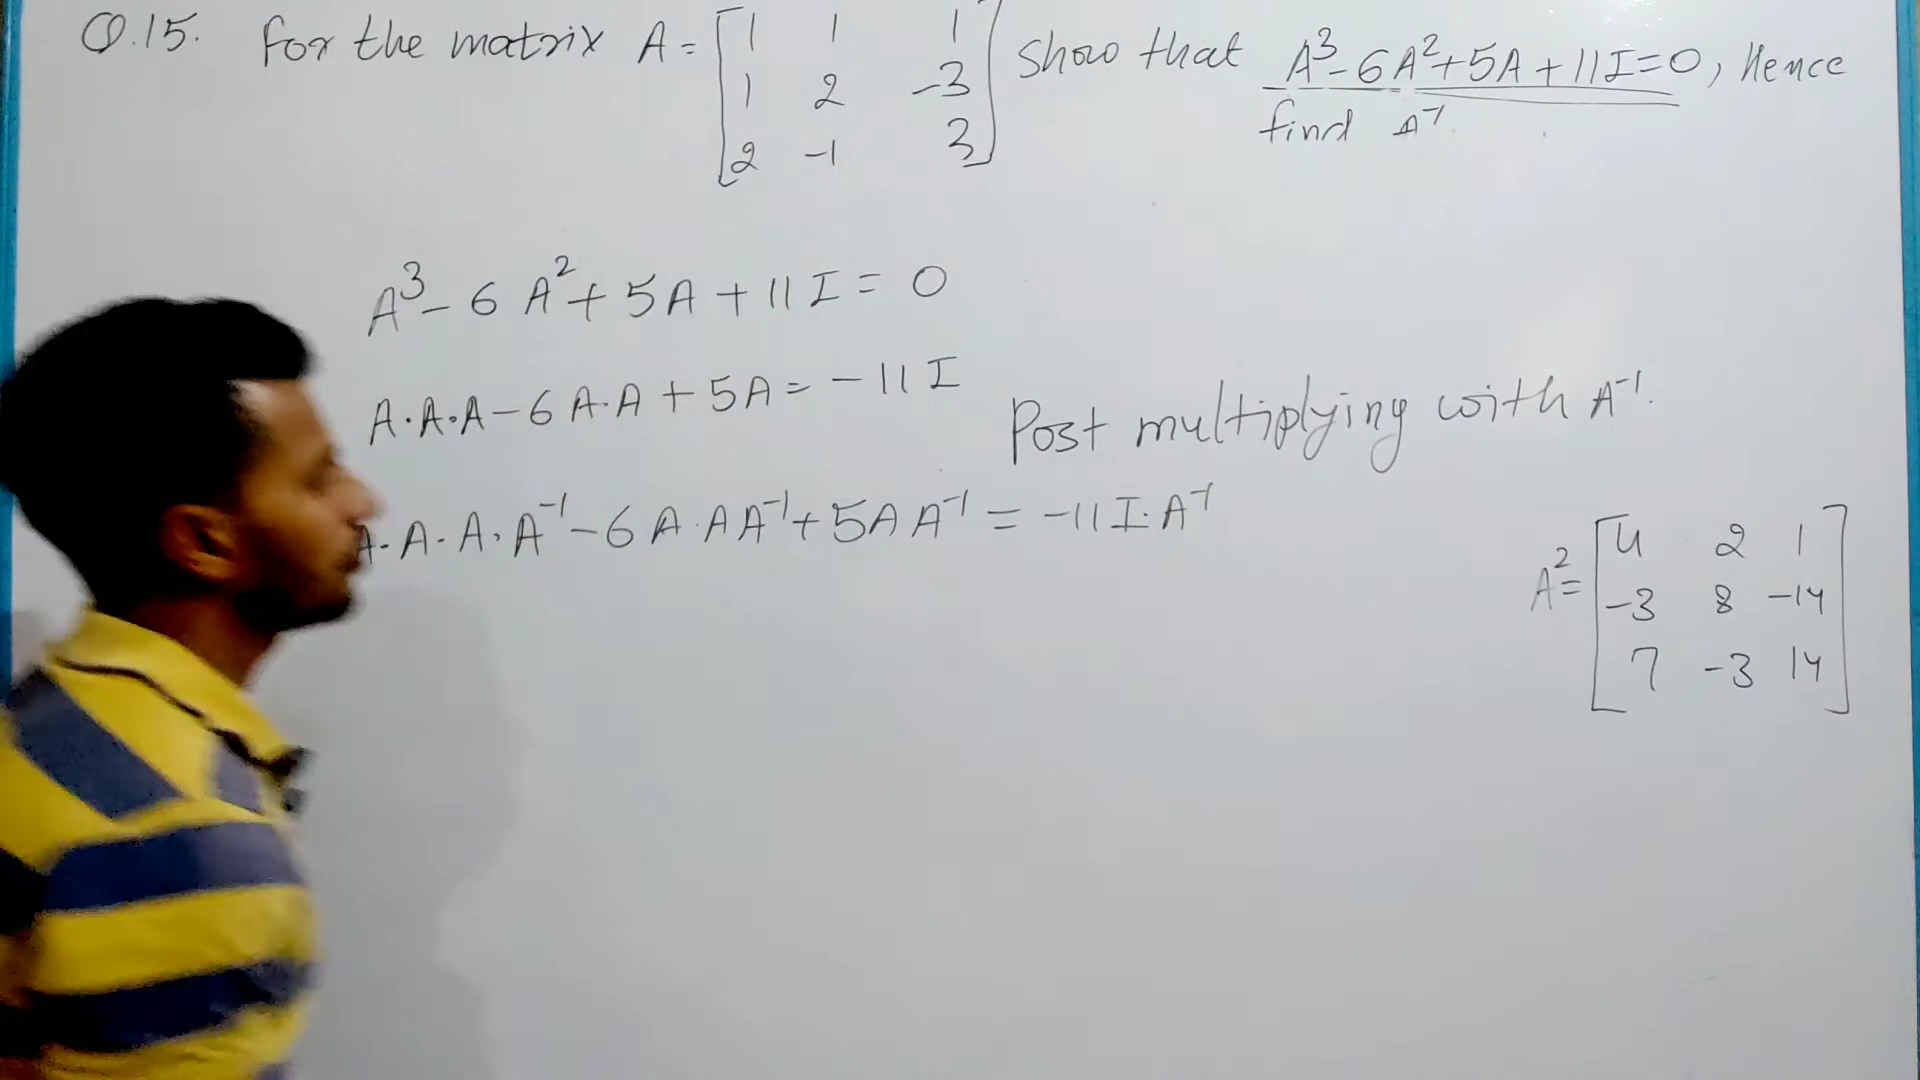 Q.15. For the matrix A = [1 1 1 Show that A³-6A²+5A+11I=0, Hence
1 2 -3 find A⁻¹
2 -1 3]
A³-6A²+5A+11I=0
A·A·A-6A·A+5A=-11I
Post multiplying with A⁻¹.
A·A·A·A⁻¹-6A·AA⁻¹+5AA⁻¹=-11I·A⁻¹
A²= [4 2 1
-3 8 -14
7 -3 14]